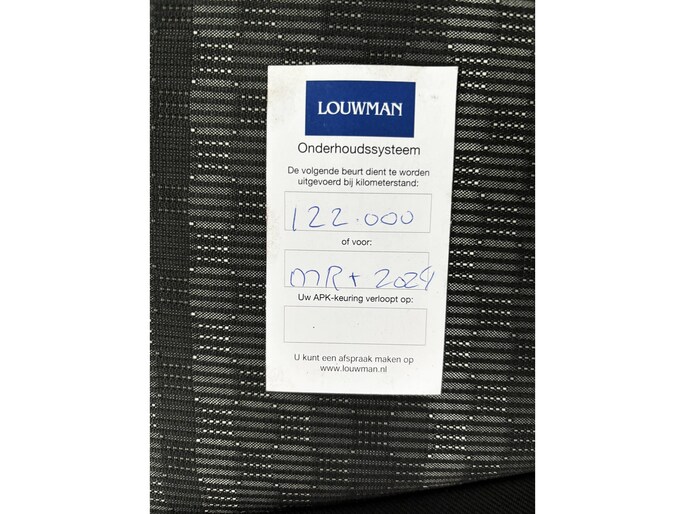 LOUWMAN
Onderhoudssysteem
De volgende beurt dient te worden
uitgevoerd bij kilometerstand:
122.000
of voor:
MRt 2024
Uw APK-keuring verloopt op:
U kunt een afspraak maken op
www.louwman.nl